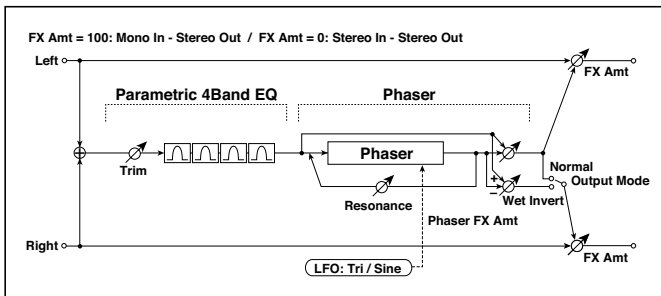 FX Amt = 100: Mono In - Stereo Out / FX Amt = 0: Stereo In - Stereo Out
Left
FX Amt
Parametric 4Band EQ
Phaser
Phaser
Trim
Normal
Output Mode
+
−
Wet Invert
Resonance
Phaser FX Amt
Right
FX Amt
LFO: Tri / Sine